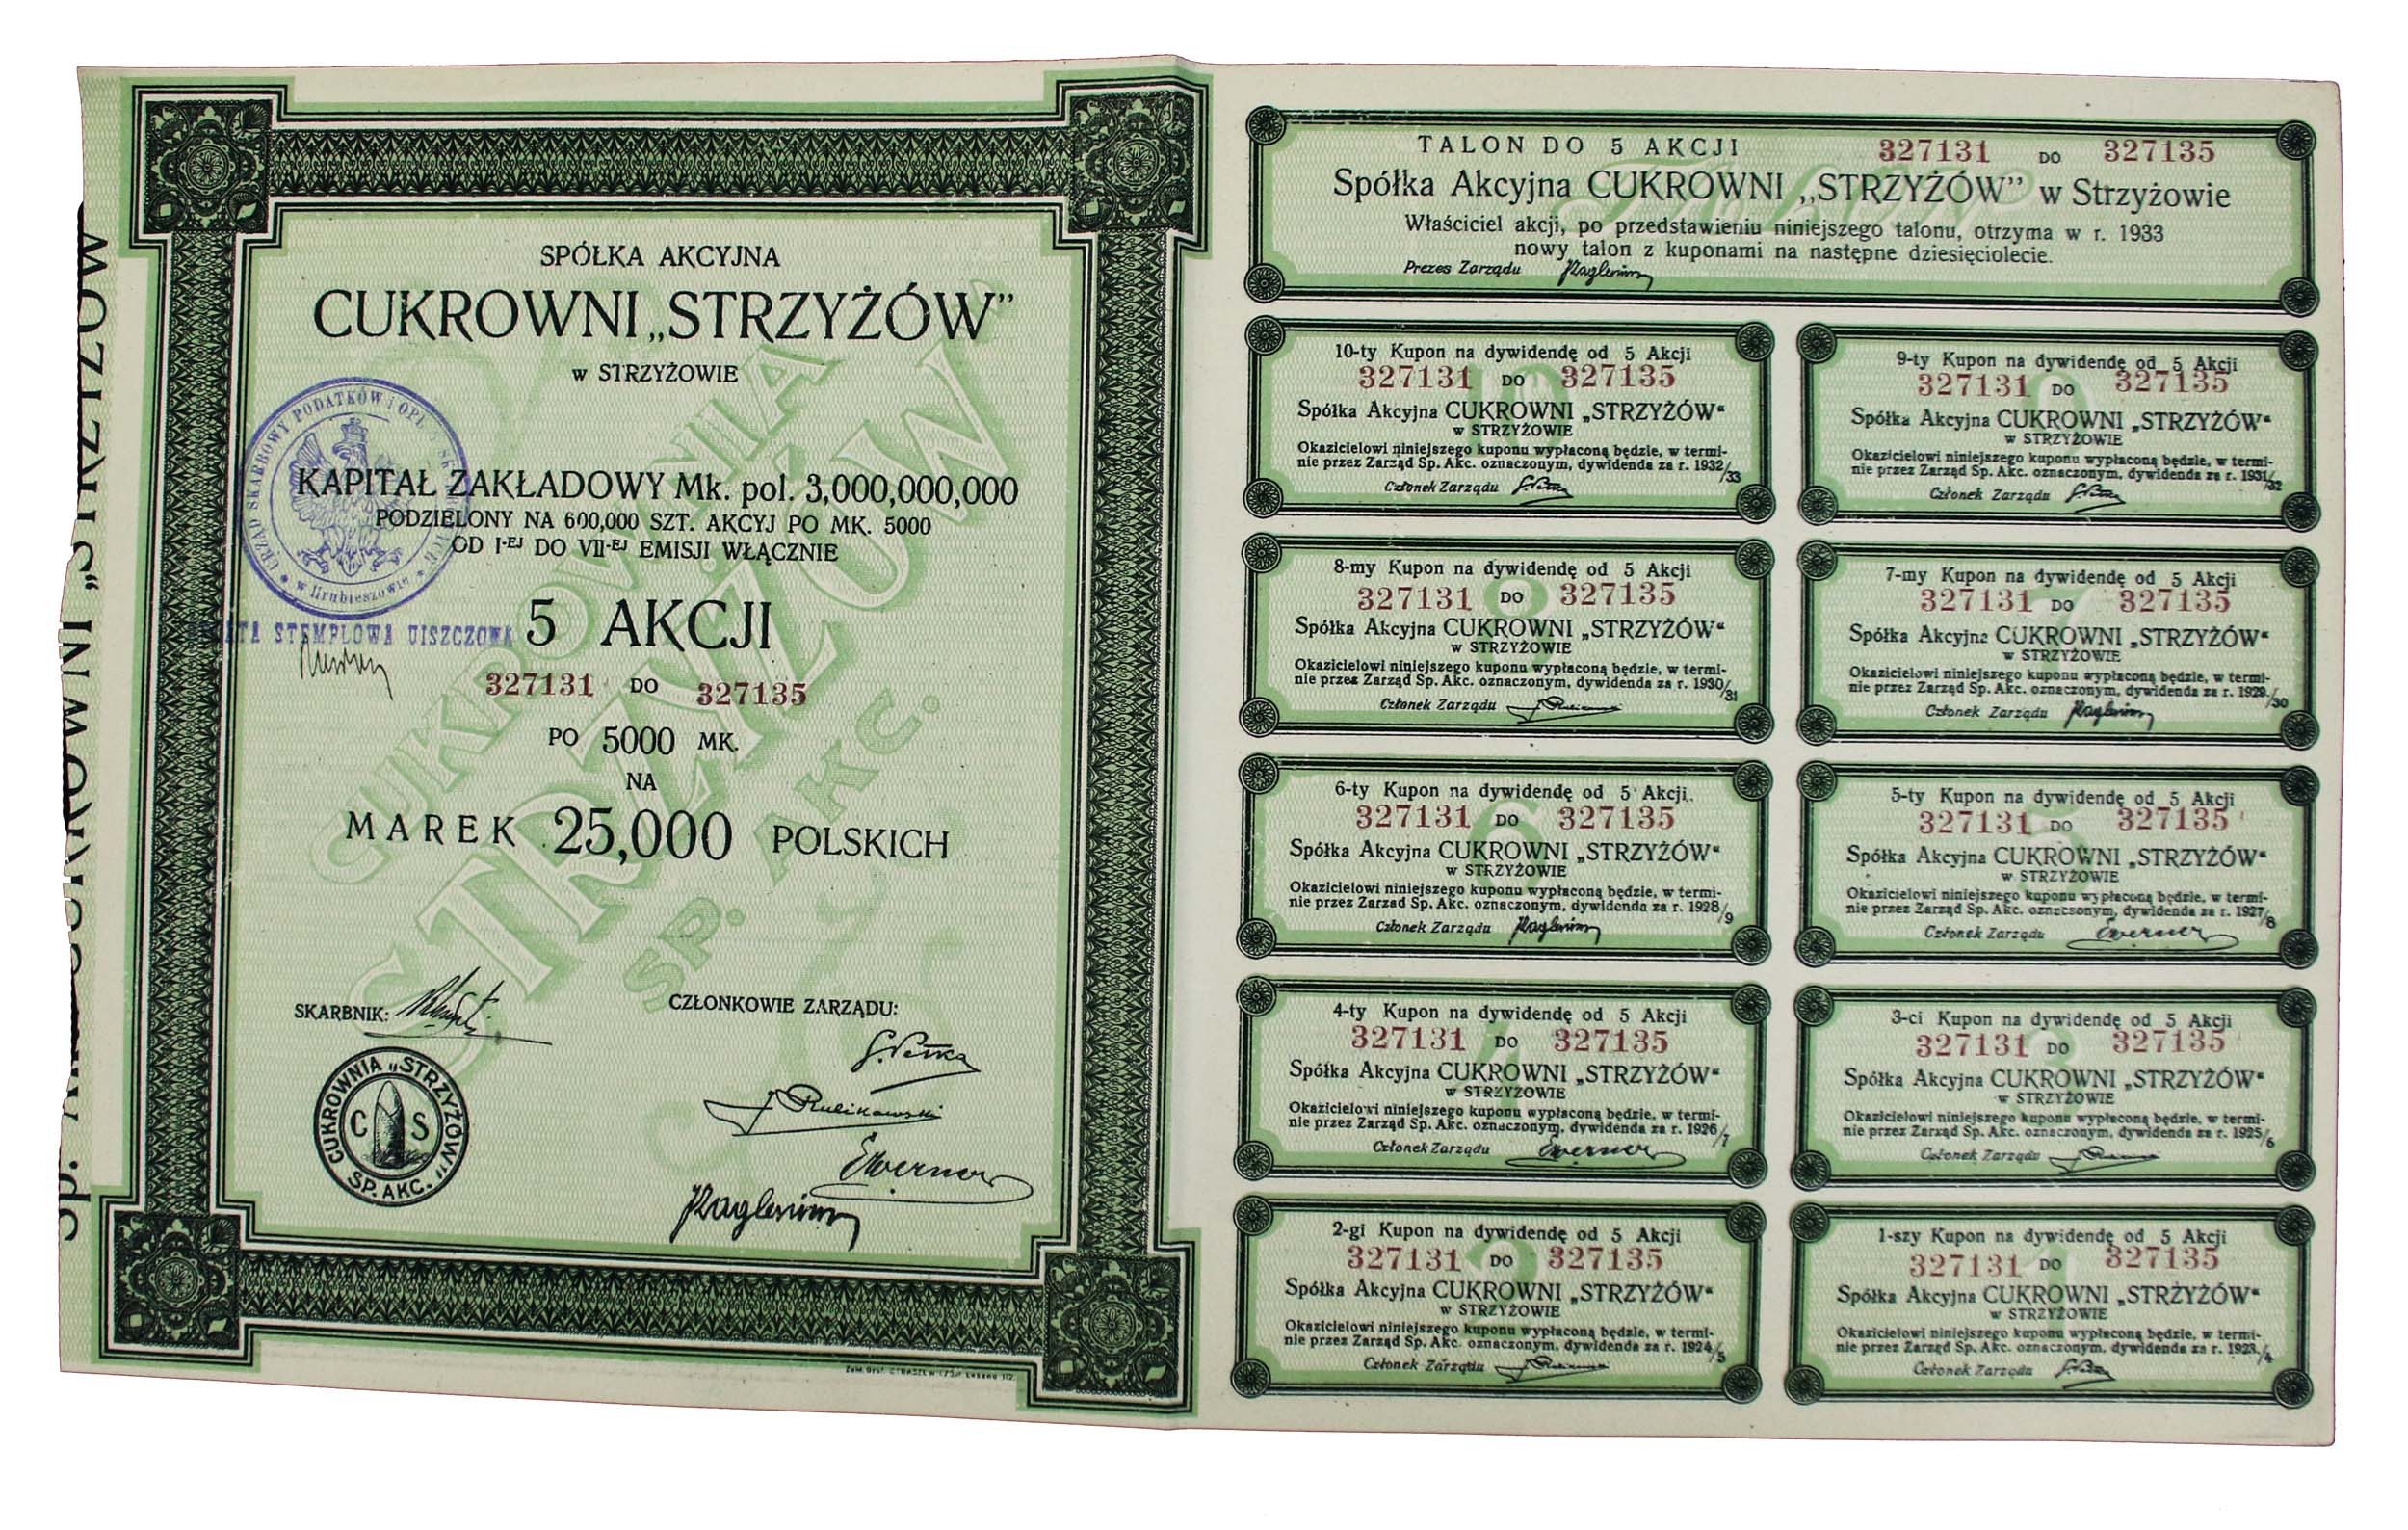 Sp. Akc. CUKROWNI „STRZYŻÓW
SPÓŁKA AKCYJNA
CUKROWNI „STRZYŻÓW”
w STRZYŻOWIE
URZĄD SKARBOWY PODATKÓW i OPŁ
w Hrubieszowie
KAPITAŁ ZAKŁADOWY Mk. pol. 3,000,000,000
PODZIELONY NA 600,000 SZT. AKCYJ PO MK. 5000
OD I-EJ DO VII-EJ EMISJI WŁĄCZNIE
STEMPLOWA UISZCZONA
5 AKCJI
327131 DO 327135
PO 5000 MK.
NA
MAREK 25,000 POLSKICH
CUKROWNIA
STRZYŻÓW
SP. AKC.
SKARBNIK:
CZŁONKOWIE ZARZĄDU:
J. Rulikowski
EWerner
CUKROWNIA „STRZYŻÓW”
C S
SP. AKC.
TALON DO 5 AKCJI 327131 DO 327135
Spółka Akcyjna CUKROWNI „STRZYŻÓW” w Strzyżowie
Właściciel akcji, po przedstawieniu niniejszego talonu, otrzyma w r. 1933
nowy talon z kuponami na następne dziesięciolecie.
Prezes Zarządu
10-ty Kupon na dywidendę od 5 Akcji
327131 DO 327135
Spółka Akcyjna CUKROWNI „STRZYŻÓW“
w STRZYŻOWIE
Okazicielowi niniejszego kuponu wypłaconą będzie, w termi-
nie przez Zarząd Sp. Akc. oznaczonym, dywidenda za r. 1932/33
Członek Zarządu
9-ty Kupon na dywidendę od 5 Akcji
327131 DO 327135
Spółka Akcyjna CUKROWNI „STRZYŻÓW“
w STRZYŻOWIE
Okazicielowi niniejszego kuponu wypłaconą będzie, w termi-
nie przez Zarząd Sp. Akc. oznaczonym, dywidenda za r. 1931/32
Członek Zarządu
8-my Kupon na dywidendę od 5 Akcji
327131 DO 327135
Spółka Akcyjna CUKROWNI „STRZYŻÓW“
w STRZYŻOWIE
Okazicielowi niniejszego kuponu wypłaconą będzie, w termi-
nie przez Zarząd Sp. Akc. oznaczonym, dywidenda za r. 1930/31
Członek Zarządu
7-my Kupon na dywidendę od 5 Akcji
327131 DO 327135
Spółka Akcyjna CUKROWNI „STRZYŻÓW“
w STRZYŻOWIE
Okazicielowi niniejszego kuponu wypłaconą będzie, w termi-
nie przez Zarząd Sp. Akc. oznaczonym, dywidenda za r. 1929/30
Członek Zarządu
6-ty Kupon na dywidendę od 5 Akcji
327131 DO 327135
Spółka Akcyjna CUKROWNI „STRZYŻÓW“
w STRZYŻOWIE
Okazicielowi niniejszego kuponu wypłaconą będzie, w termi-
nie przez Zarząd Sp. Akc. oznaczonym, dywidenda za r. 1928/9
Członek Zarządu
5-ty Kupon na dywidendę od 5 Akcji
327131 DO 327135
Spółka Akcyjna CUKROWNI „STRZYŻÓW“
w STRZYŻOWIE
Okazicielowi niniejszego kuponu wypłaconą będzie, w termi-
nie przez Zarząd Sp. Akc. oznaczonym, dywidenda za r. 1927/8
Członek Zarządu EWerner
4-ty Kupon na dywidendę od 5 Akcji
327131 DO 327135
Spółka Akcyjna CUKROWNI „STRZYŻÓW“
w STRZYŻOWIE
Okazicielowi niniejszego kuponu wypłaconą będzie, w termi-
nie przez Zarząd Sp. Akc. oznaczonym, dywidenda za r. 1926/7
Członek Zarządu EWerner
3-ci Kupon na dywidendę od 5 Akcji
327131 DO 327135
Spółka Akcyjna CUKROWNI „STRZYŻÓW“
w STRZYŻOWIE
Okazicielowi niniejszego kuponu wypłaconą będzie, w termi-
nie przez Zarząd Sp. Akc. oznaczonym, dywidenda za r. 1925/6
Członek Zarządu
2-gi Kupon na dywidendę od 5 Akcji
327131 DO 327135
Spółka Akcyjna CUKROWNI „STRZYŻÓW“
w STRZYŻOWIE
Okazicielowi niniejszego kuponu wypłaconą będzie, w termi-
nie przez Zarząd Sp. Akc. oznaczonym, dywidenda za r. 1924/5
Członek Zarządu
1-szy Kupon na dywidendę od 5 Akcji
327131 DO 327135
Spółka Akcyjna CUKROWNI „STRZYŻÓW“
w STRZYŻOWIE
Okazicielowi niniejszego kuponu wypłaconą będzie, w termi-
nie przez Zarząd Sp. Akc. oznaczonym, dywidenda za r. 1923/4
Członek Zarządu